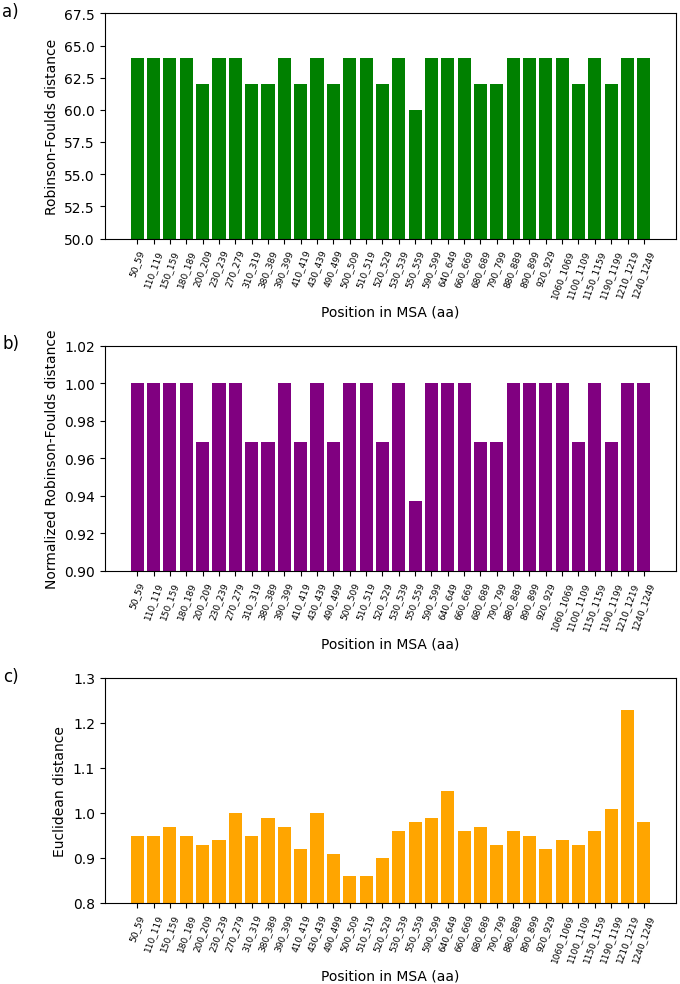 a)
Robinson-Foulds distance
67.5
65.0
62.5
60.0
57.5
55.0
52.5
50.0
50_59 110_119 150_159 180_189 200_209 230_239 270_279 310_319 380_389 390_399 410_419 430_439 490_499 500_509 510_519 520_529 530_539 550_559 590_599 640_649 660_669 680_689 790_799 880_889 890_899 920_929 1060_1069 1100_1109 1150_1159 1190_1199 1210_1219 1240_1249
Position in MSA (aa)
b)
Normalized Robinson-Foulds distance
1.02
1.00
0.98
0.96
0.94
0.92
0.90
50_59 110_119 150_159 180_189 200_209 230_239 270_279 310_319 380_389 390_399 410_419 430_439 490_499 500_509 510_519 520_529 530_539 550_559 590_599 640_649 660_669 680_689 790_799 880_889 890_899 920_929 1060_1069 1100_1109 1150_1159 1190_1199 1210_1219 1240_1249
Position in MSA (aa)
c)
Euclidean distance
1.3
1.2
1.1
1.0
0.9
0.8
50_59 110_119 150_159 180_189 200_209 230_239 270_279 310_319 380_389 390_399 410_419 430_439 490_499 500_509 510_519 520_529 530_539 550_559 590_599 640_649 660_669 680_689 790_799 880_889 890_899 920_929 1060_1069 1100_1109 1150_1159 1190_1199 1210_1219 1240_1249
Position in MSA (aa)